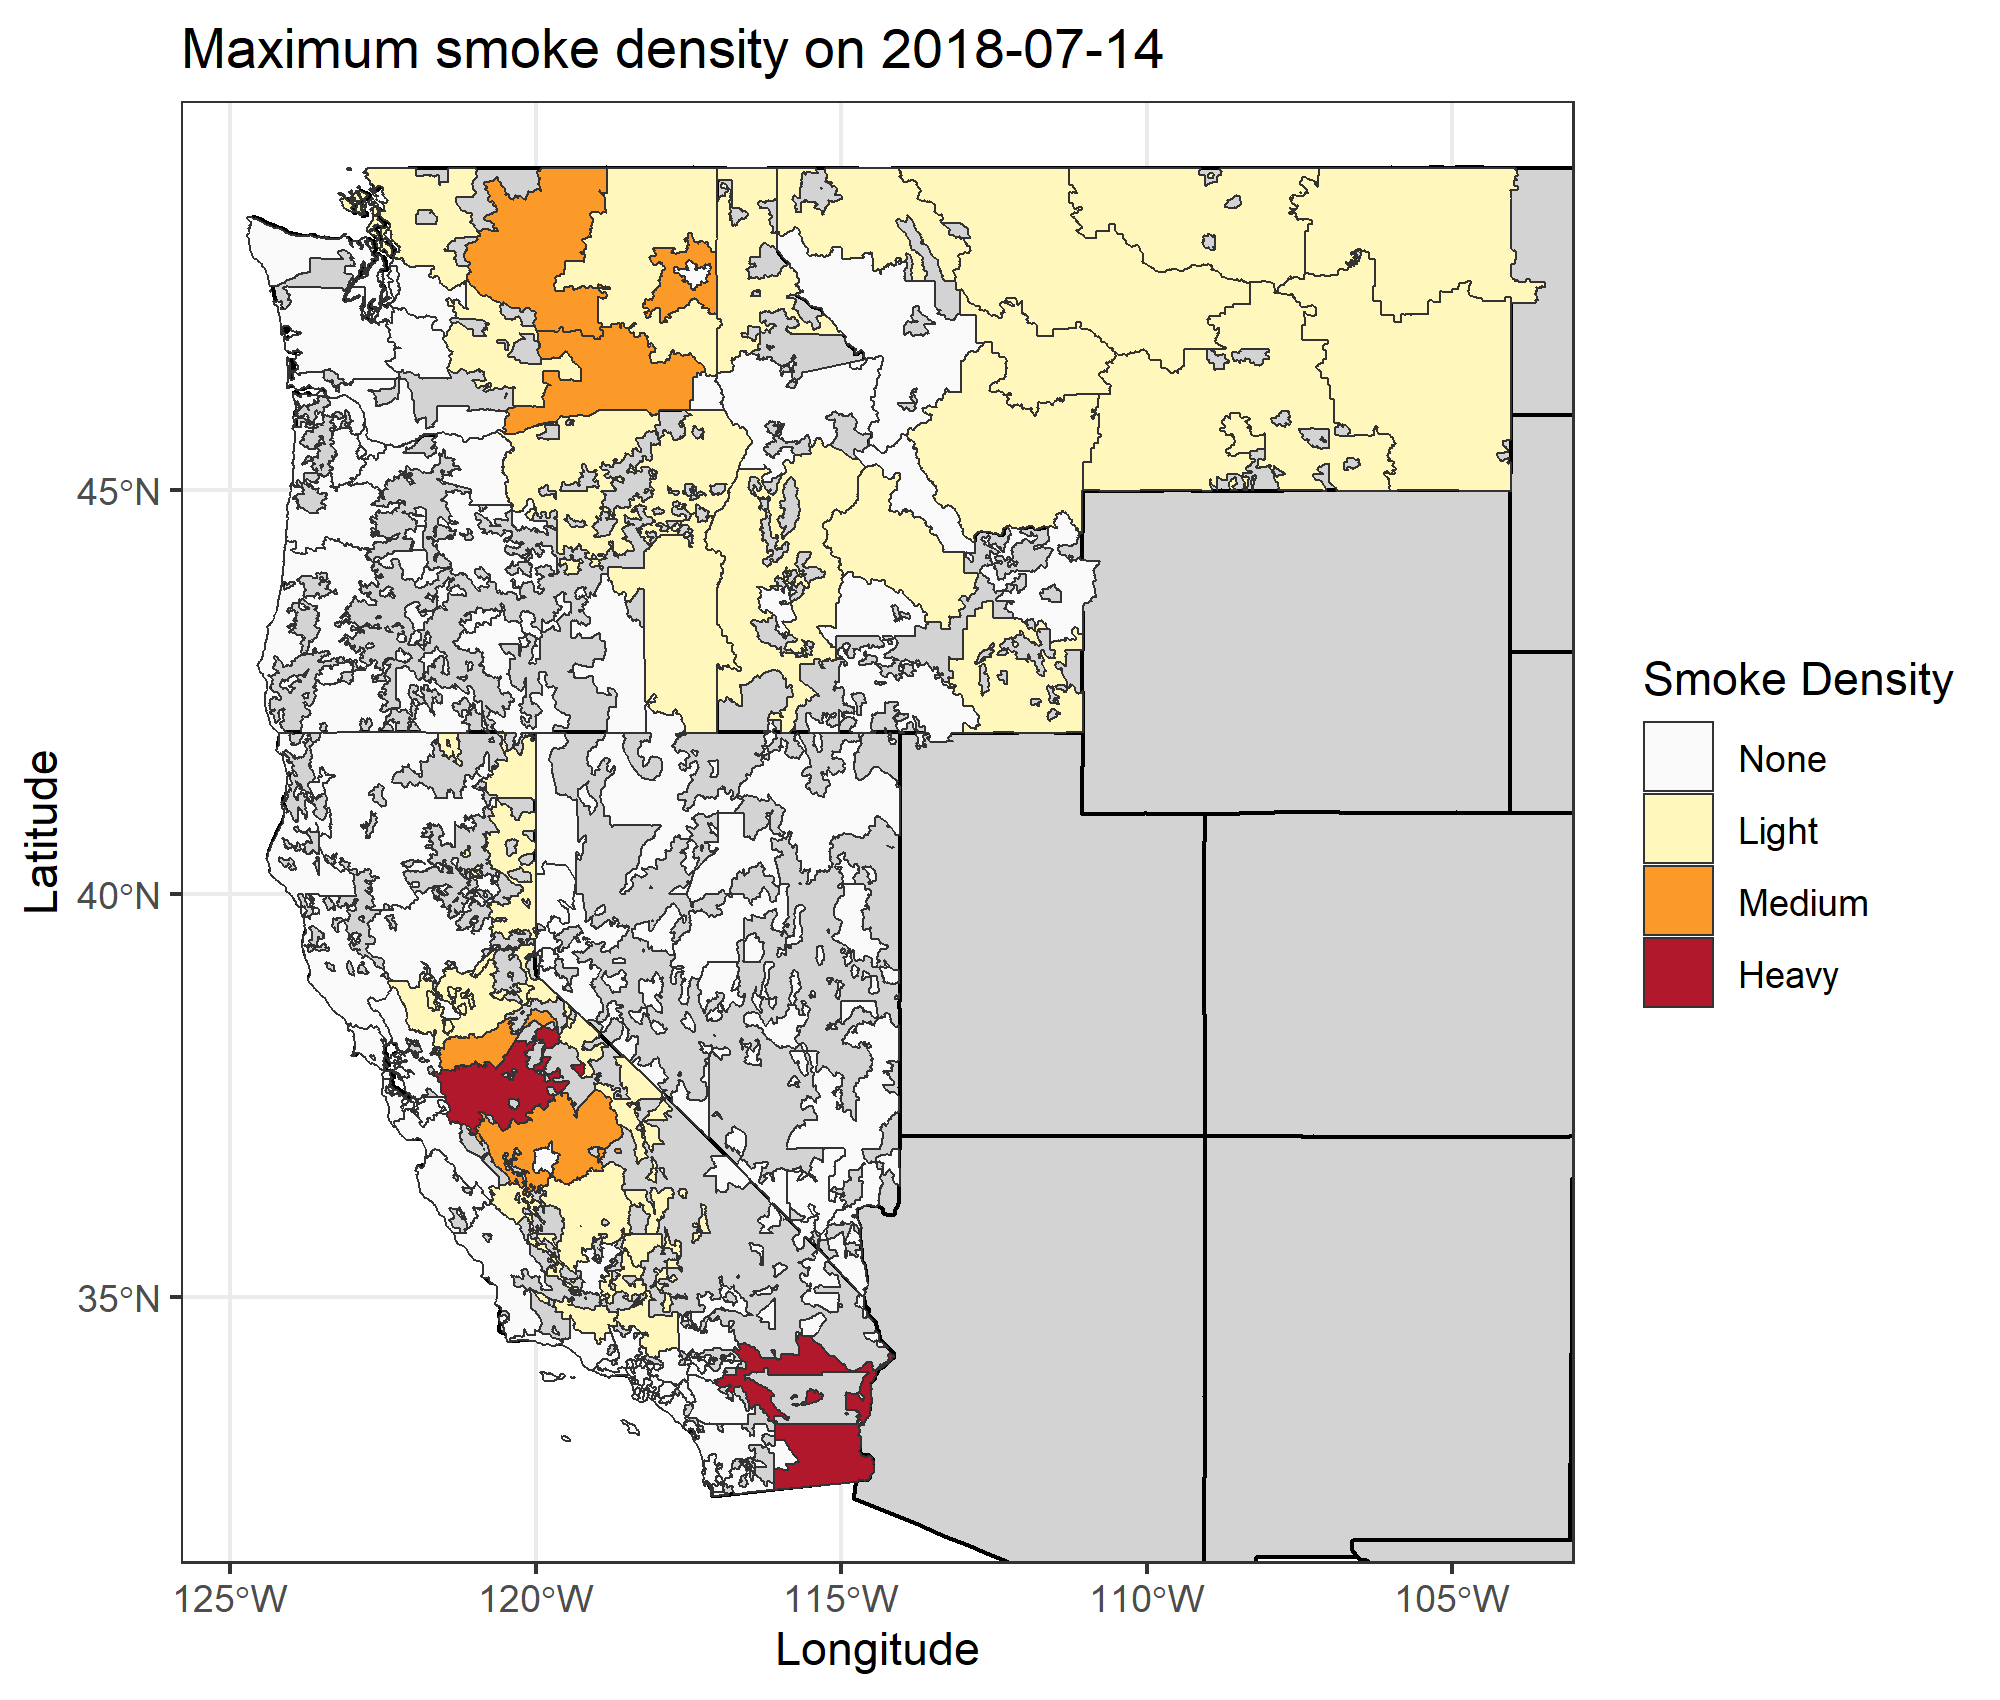 Maximum smoke density on 2018-07-14
Latitude
45°N
40°N
35°N
125°W
120°W
115°W
110°W
105°W
Longitude
Smoke Density
None
Light
Medium
Heavy